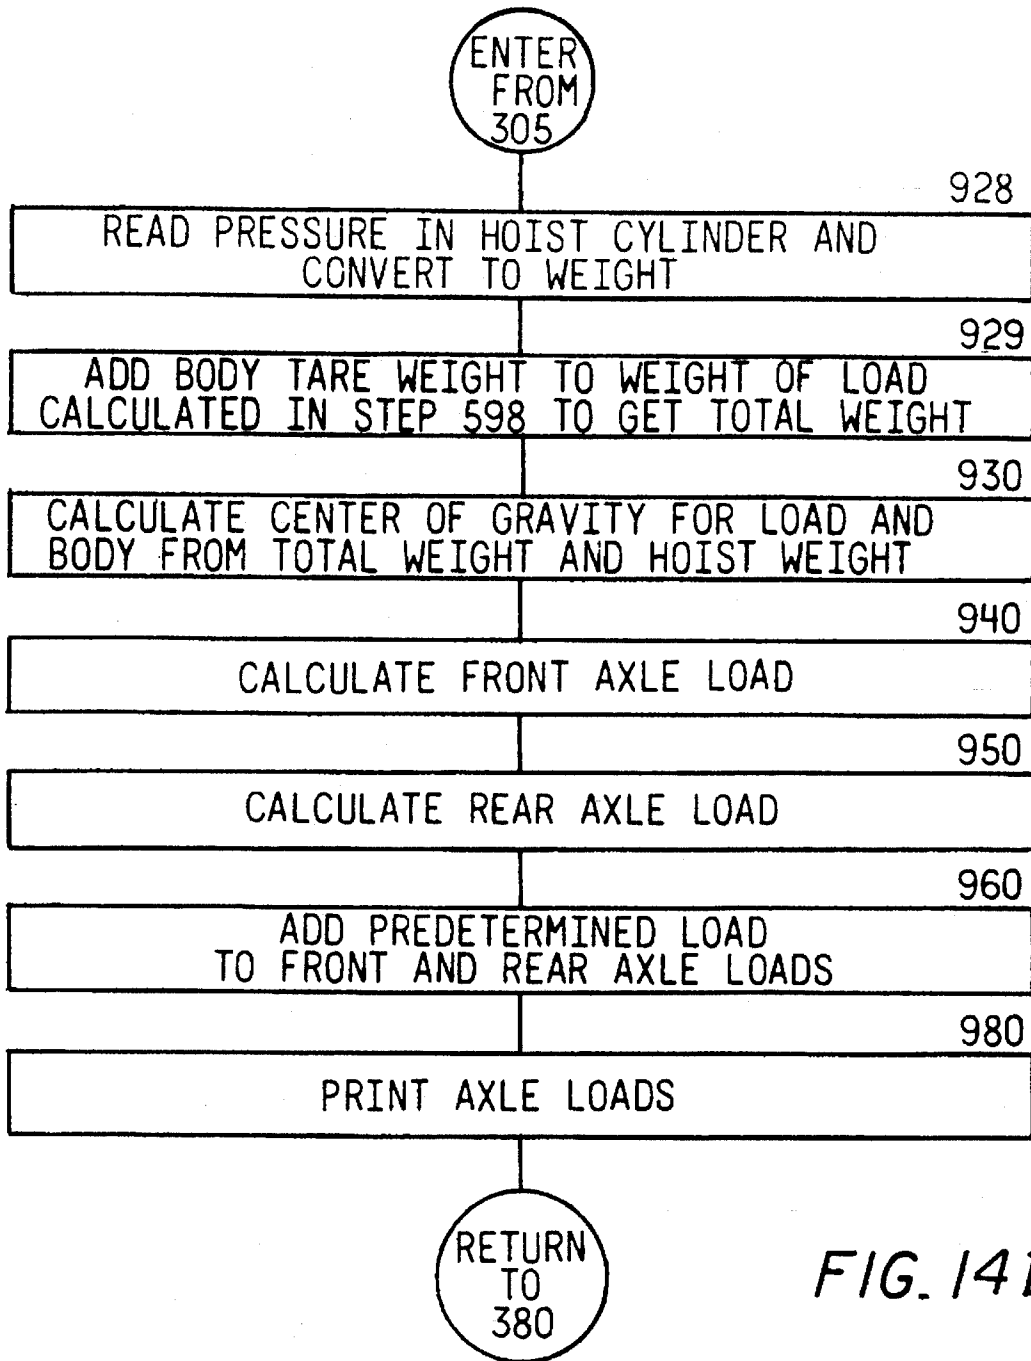 ENTER
FROM
305
928
READ PRESSURE IN HOIST CYLINDER AND
CONVERT TO WEIGHT
929
ADD BODY TARE WEIGHT TO WEIGHT OF LOAD
CALCULATED IN STEP 598 TO GET TOTAL WEIGHT
930
CALCULATE CENTER OF GRAVITY FOR LOAD AND
BODY FROM TOTAL WEIGHT AND HOIST WEIGHT
940
CALCULATE FRONT AXLE LOAD
950
CALCULATE REAR AXLE LOAD
960
ADD PREDETERMINED LOAD
TO FRONT AND REAR AXLE LOADS
980
PRINT AXLE LOADS
RETURN
TO
380
FIG.